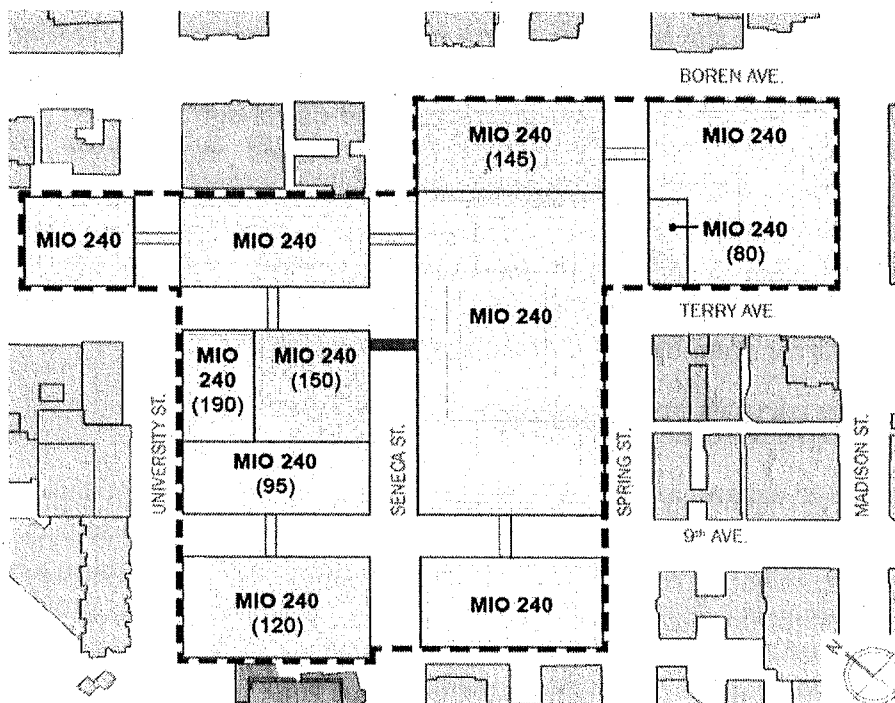 BOREN AVE.
MIO 240
(145)
MIO 240
MIO 240
MIO 240
MIO 240
(80)
MIO 240
TERRY AVE.
MIO
240
(190)
MIO 240
(150)
UNIVERSITY ST.
SENECA ST.
SPRING ST.
MADISON ST.
MIO 240
(95)
9th AVE.
MIO 240
(120)
MIO 240
N